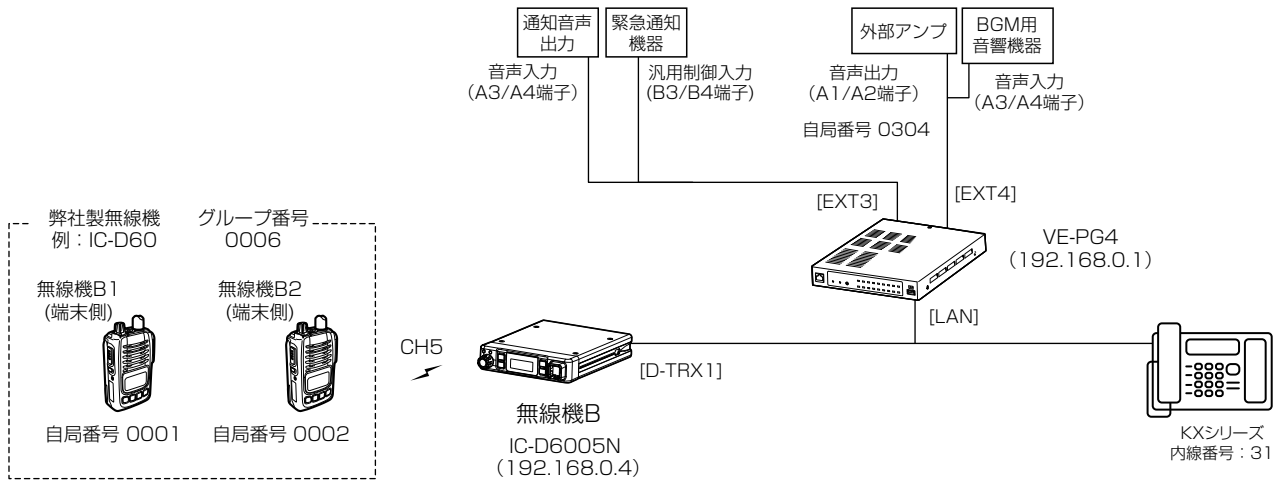 通知音声
出力
緊急通知
機器
外部アンプ
BGM用
音響機器
音声入力
(A3/A4端子)
汎用制御入力
(B3/B4端子)
音声出力
(A1/A2端子)
音声入力
(A3/A4端子)
自局番号 0304
[EXT3]
[EXT4]
VE-PG4
(192.168.0.1)
[LAN]
弊社製無線機
例：IC-D60
グループ番号
0006
無線機B1
(端末側)
無線機B2
(端末側)
自局番号 0001
自局番号 0002
CH5
[D-TRX1]
無線機B
IC-D6005N
(192.168.0.4)
KXシリーズ
内線番号：31